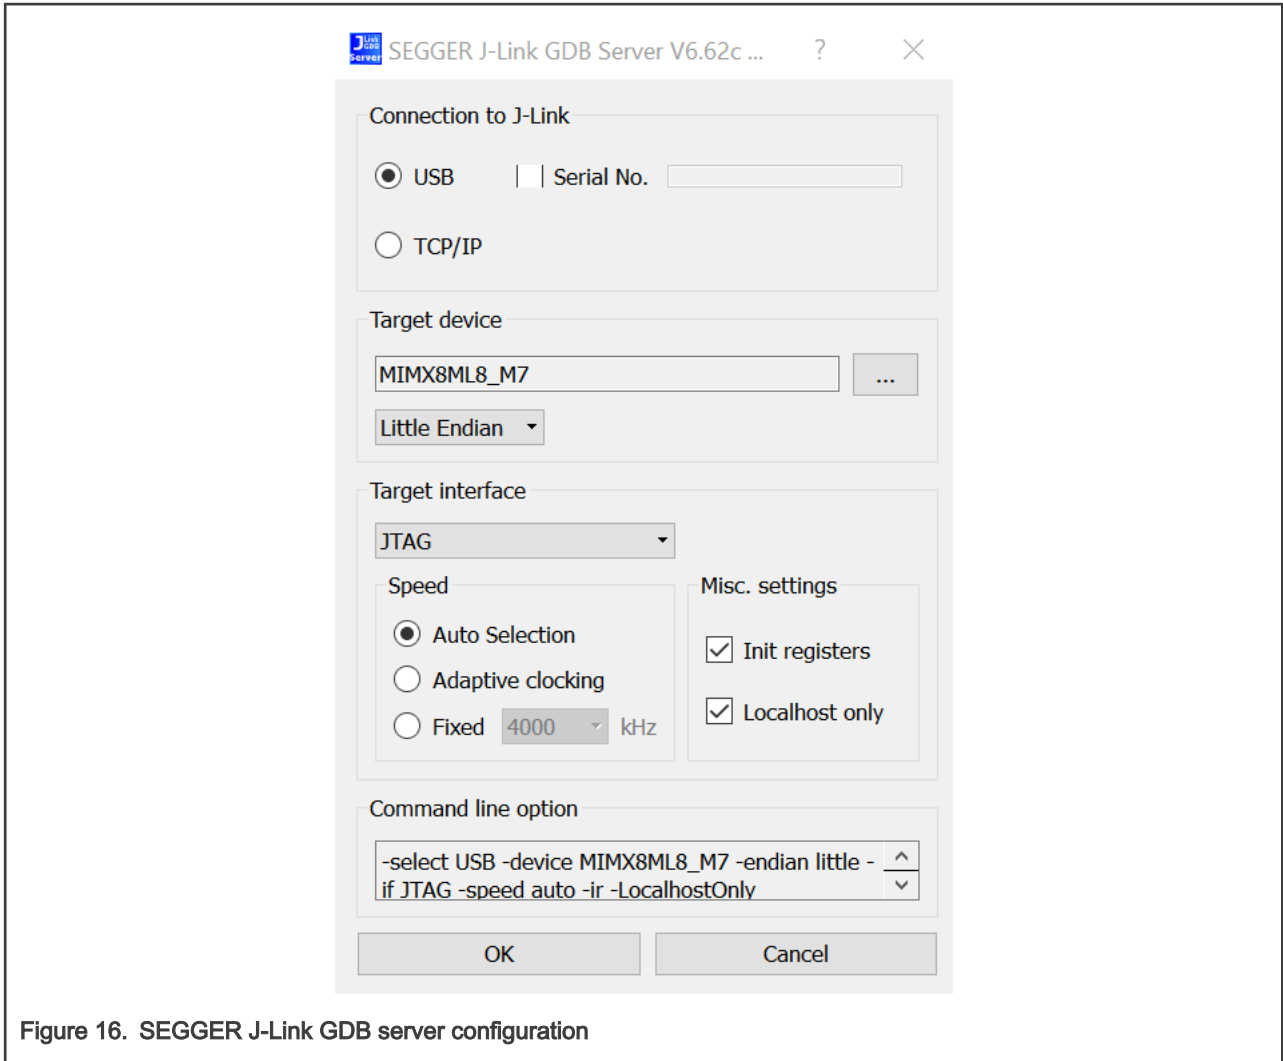 J Link
GDB
Server
SEGGER J-Link GDB Server V6.62c ... ?
Connection to J-Link
USB Serial No.
TCP/IP
Target device
MIMX8ML8_M7 ...
Little Endian
Target interface
JTAG
Speed Misc. settings
Auto Selection
Init registers
Adaptive clocking
Localhost only
Fixed 4000 kHz
Command line option
-select USB -device MIMX8ML8_M7 -endian little -
if JTAG -speed auto -ir -LocalhostOnly
OK Cancel
Figure 16. SEGGER J-Link GDB server configuration